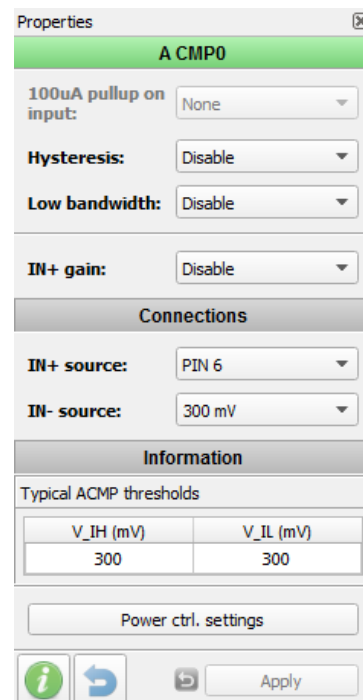 Properties
A CMP0
100uA pullup on
input:
None
Hysteresis:
Disable
Low bandwidth:
Disable
IN+ gain:
Disable
Connections
IN+ source:
PIN 6
IN- source:
300 mV
Information
Typical ACMP thresholds
V_IH (mV) V_IL (mV)
300 300
Power ctrl. settings
Apply